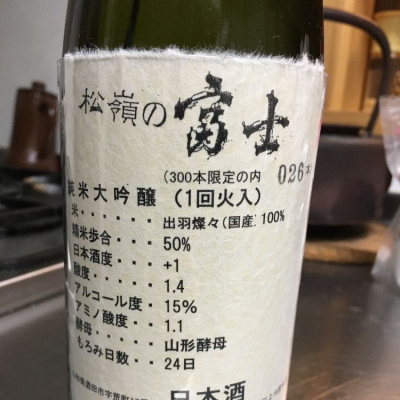 松嶺の富士
(300本限定の内 026本
純米大吟醸 (1回火入)
米・・・・・・出羽燦々(国産)100%
精米歩合・・・50%
日本酒度・・・+1
酸度・・・・・1.4
アルコール度・15%
アミノ酸度・・1.1
酵母・・・・・山形酵母
もろみ日数・・24日
日本酒